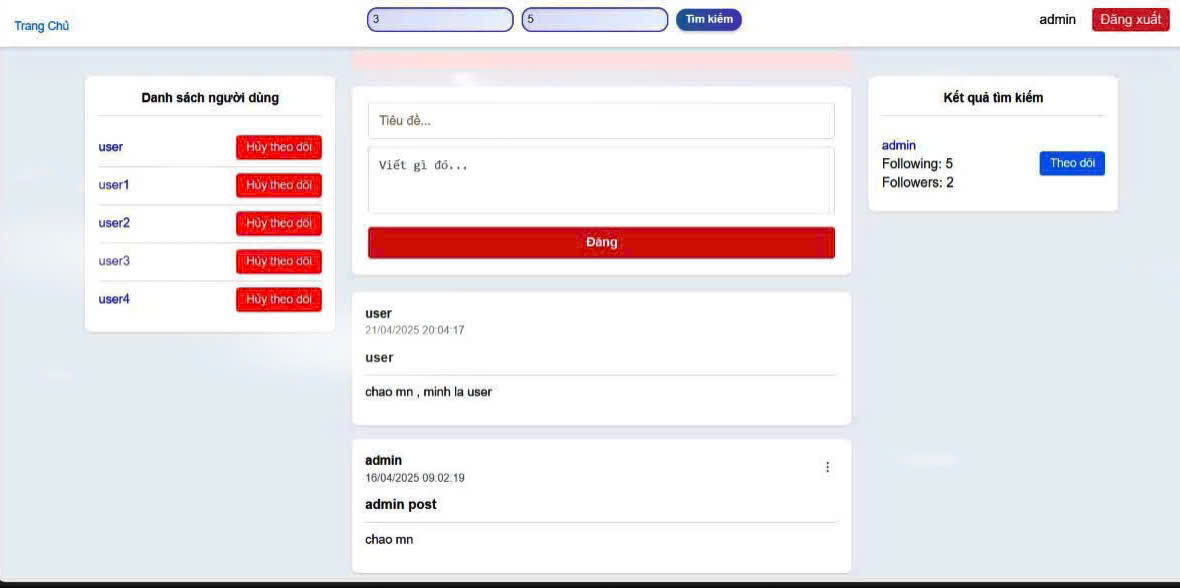 Trang Chủ
3
5
Tìm kiếm
admin
Đăng xuất
Danh sách người dùng
user
Hủy theo dõi
user1
Hủy theo dõi
user2
Hủy theo dõi
user3
Hủy theo dõi
user4
Hủy theo dõi
Tiêu đề...
Viết gì đó...
Đăng
user
21/04/2025 20:04:17
user
chao mn , minh la user
admin
16/04/2025 09:02:19
admin post
chao mn
Kết quả tìm kiếm
admin
Following: 5
Followers: 2
Theo dõi